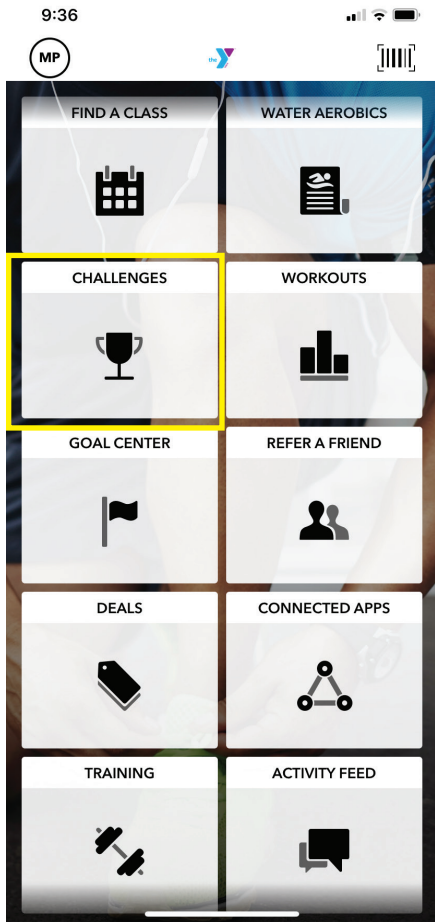 9:36
MP
the Y
FIND A CLASS
WATER AEROBICS
CHALLENGES
WORKOUTS
GOAL CENTER
REFER A FRIEND
DEALS
CONNECTED APPS
TRAINING
ACTIVITY FEED